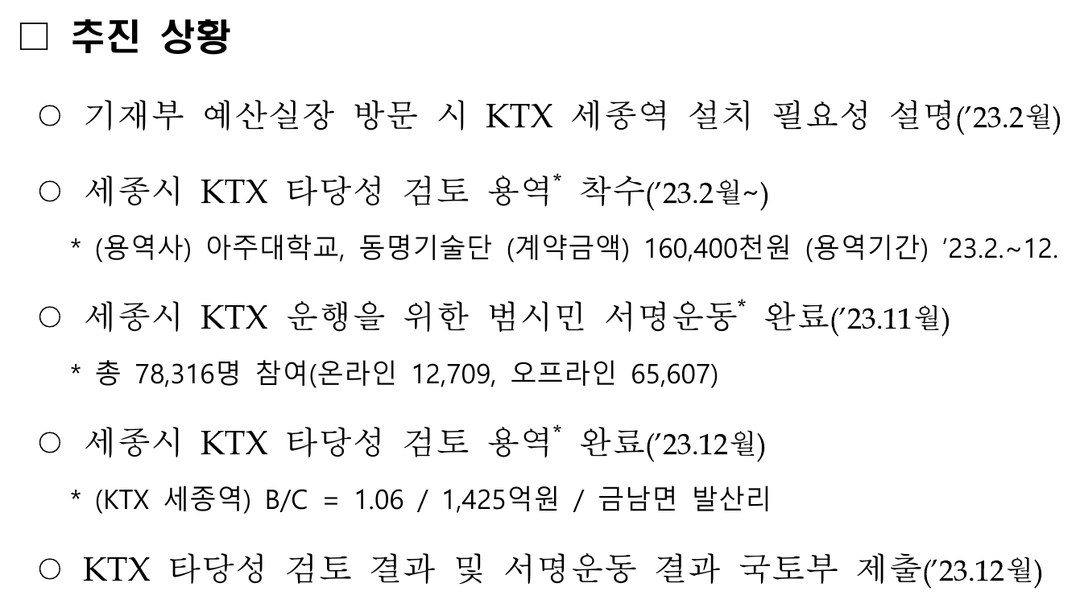 □ 추진 상황
○ 기재부 예산실장 방문 시 KTX 세종역 설치 필요성 설명(’23.2월)
○ 세종시 KTX 타당성 검토 용역* 착수(’23.2월~)
* (용역사) 아주대학교, 동명기술단 (계약금액) 160,400천원 (용역기간) ‘23.2.~12.
○ 세종시 KTX 운행을 위한 범시민 서명운동* 완료(’23.11월)
* 총 78,316명 참여(온라인 12,709, 오프라인 65,607)
○ 세종시 KTX 타당성 검토 용역* 완료(’23.12월)
* (KTX 세종역) B/C = 1.06 / 1,425억원 / 금남면 발산리
○ KTX 타당성 검토 결과 및 서명운동 결과 국토부 제출(’23.12월)